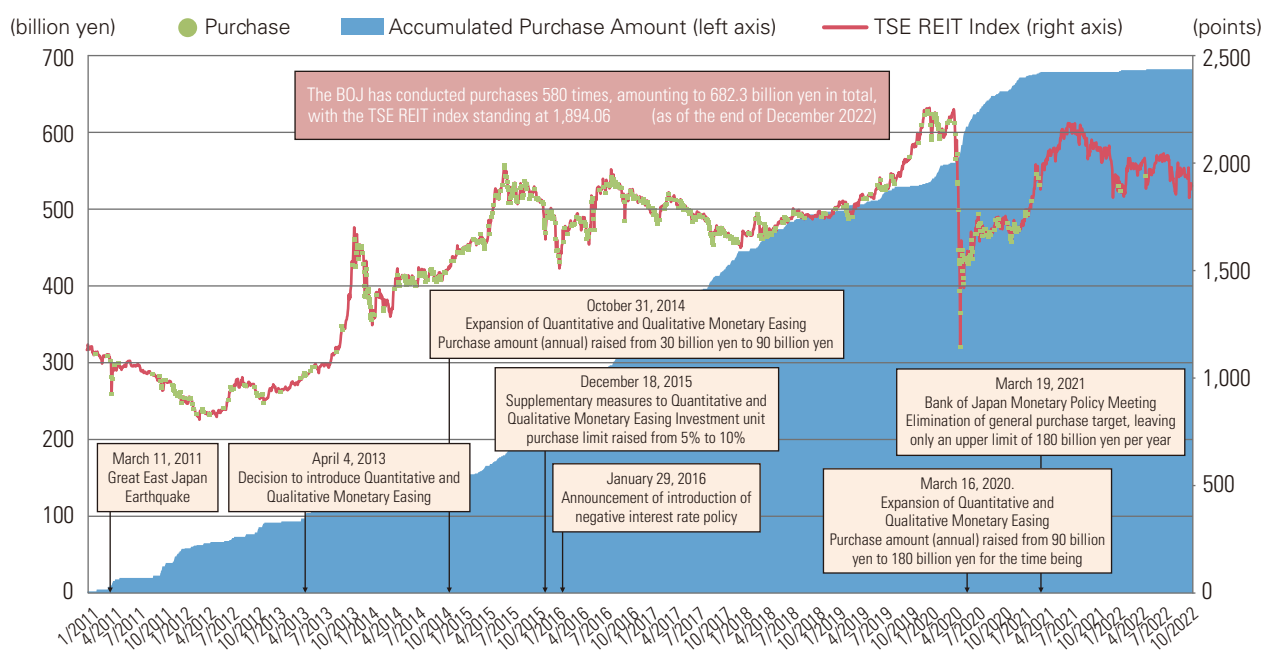 (billion yen)
Purchase
Accumulated Purchase Amount (left axis)
TSE REIT Index (right axis)
(points)
700
600
500
400
300
200
100
0
2,500
2,000
1,500
1,000
500
0
The BOJ has conducted purchases 580 times, amounting to 682.3 billion yen in total,
with the TSE REIT index standing at 1,894.06 (as of the end of December 2022)
October 31, 2014
Expansion of Quantitative and Qualitative Monetary Easing
Purchase amount (annual) raised from 30 billion yen to 90 billion yen
December 18, 2015
Supplementary measures to Quantitative and
Qualitative Monetary Easing Investment unit
purchase limit raised from 5% to 10%
March 19, 2021
Bank of Japan Monetary Policy Meeting
Elimination of general purchase target, leaving
only an upper limit of 180 billion yen per year
March 11, 2011
Great East Japan
Earthquake
April 4, 2013
Decision to introduce Quantitative and
Qualitative Monetary Easing
January 29, 2016
Announcement of introduction of
negative interest rate policy
March 16, 2020.
Expansion of Quantitative and
Qualitative Monetary Easing
Purchase amount (annual) raised from 90 billion
yen to 180 billion yen for the time being
1/2011
4/2011
7/2011
10/2011
1/2012
4/2012
7/2012
10/2012
1/2013
4/2013
7/2013
10/2013
1/2014
4/2014
7/2014
10/2014
1/2015
4/2015
7/2015
10/2015
1/2016
4/2016
7/2016
10/2016
1/2017
4/2017
7/2017
10/2017
1/2018
4/2018
7/2018
10/2018
1/2019
4/2019
7/2019
10/2019
1/2020
4/2020
7/2020
10/2020
1/2021
4/2021
7/2021
10/2021
1/2022
4/2022
7/2022
10/2022